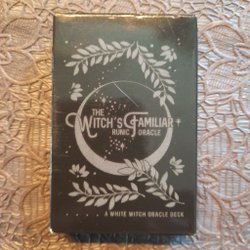 THE
WITCH'S FAMILIAR
RUNIC ORACLE
A WHITE WITCH ORACLE DECK